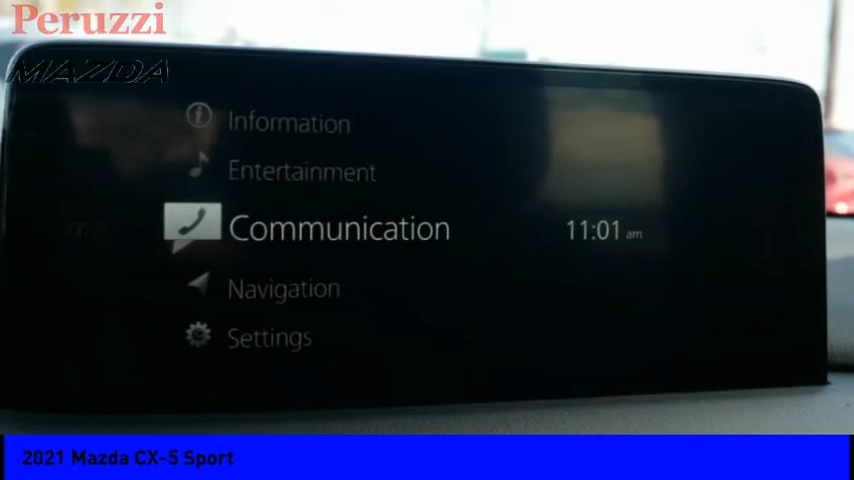 Peruzzi
MAZDA
Information
Entertainment
Communication
11:01 am
Navigation
Settings
2021 Mazda CX-5 Sport